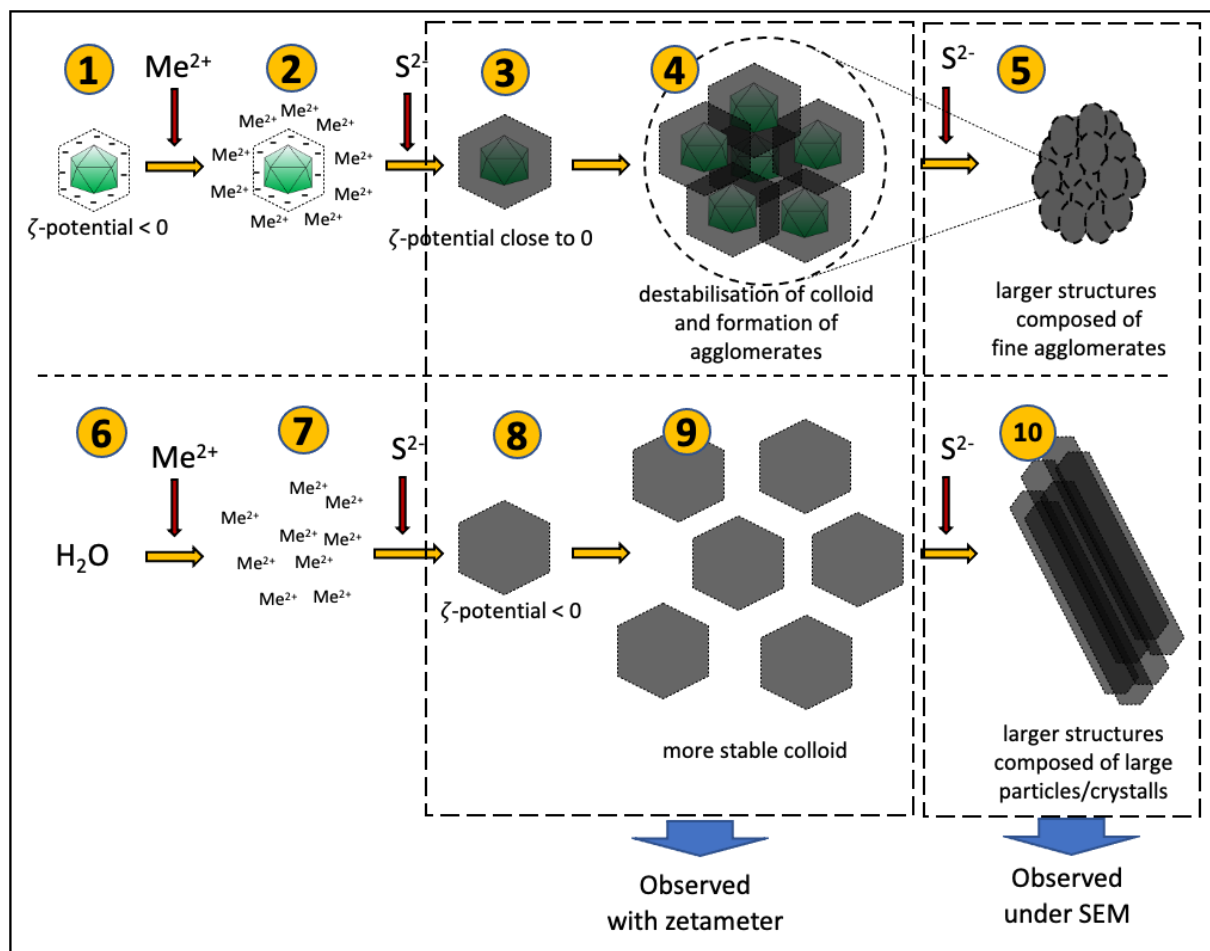 1
Me²⁺
2
S²⁻
3
4
S²⁻
5
Me²⁺ Me²⁺ Me²⁺ Me²⁺
Me²⁺ Me²⁺
Me²⁺ Me²⁺
Me²⁺ Me²⁺ Me²⁺
ζ-potential < 0
ζ-potential close to 0
destabilisation of colloid
and formation of
agglomerates
larger structures
composed of
fine agglomerates
6
Me²⁺
7
S²⁻
8
9
S²⁻
10
H₂O
Me²⁺
Me²⁺
Me²⁺
Me²⁺ Me²⁺
Me²⁺ Me²⁺
Me²⁺ Me²⁺
ζ-potential < 0
more stable colloid
larger structures
composed of large
particles/crystalls
Observed
with zetameter
Observed
under SEM